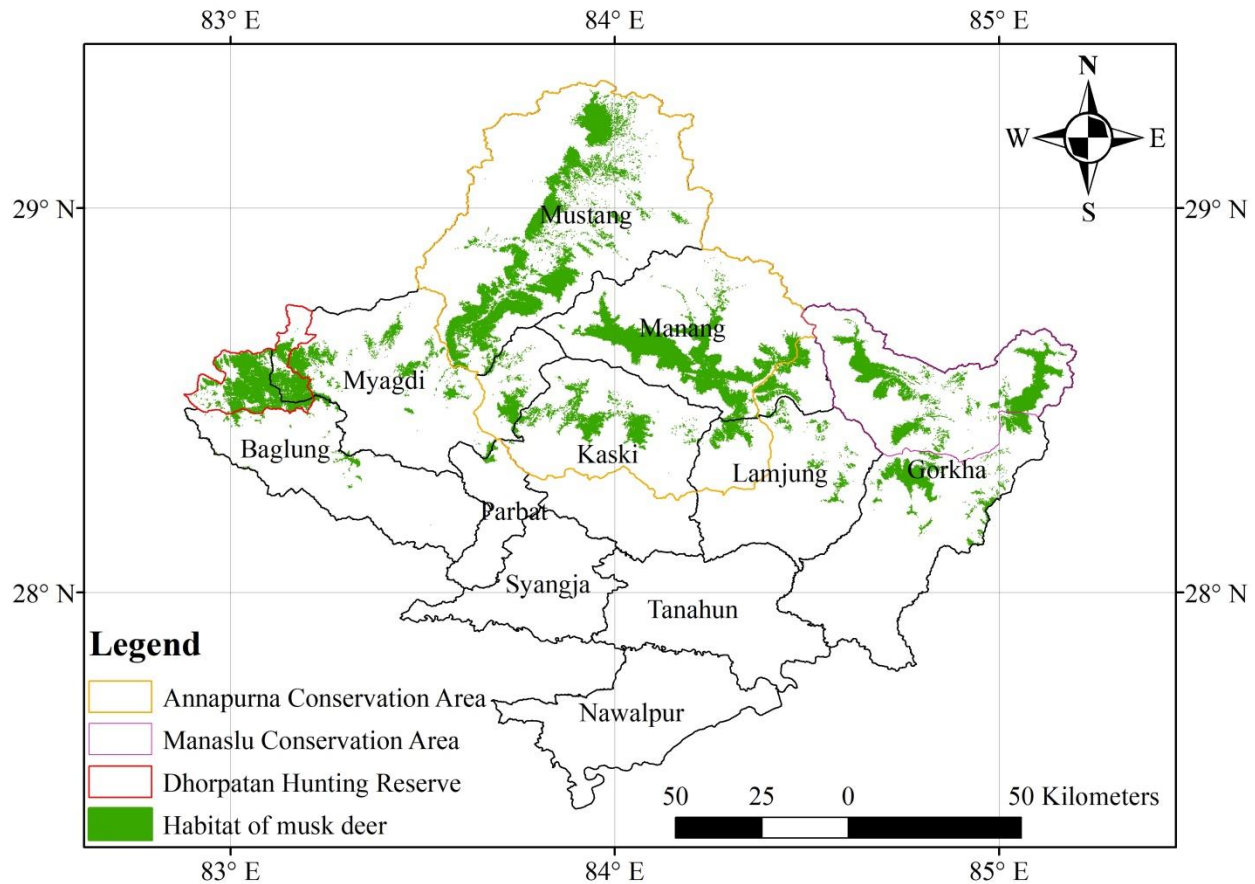 83° E 84° E 85° E
N
W E
S
29° N 29° N
Mustang
Manang
Myagdi
Baglung
Kaski
Lamjung
Gorkha
Parbat
Syangja
28° N 28° N
Tanahun
Legend
Annapurna Conservation Area
Nawalpur
Manaslu Conservation Area
Dhorpatan Hunting Reserve
50 25 0 50 Kilometers
Habitat of musk deer
83° E 84° E 85° E